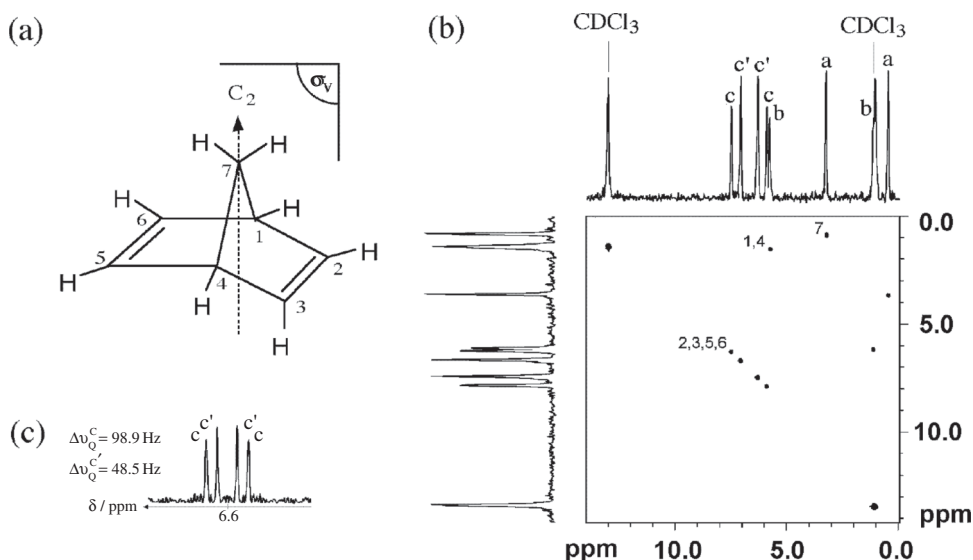 (a)
σv
C2
H H
7
H
6
H
1
H
2
5
H
4
3
H
H
(b)
CDCl3
CDCl3
a
a
c' c'
c
c
b
b
0.0
5.0
10.0
ppm
7
1,4
2,3,5,6
ppm 10.0 5.0 0.0
(c)
c' c'
c c
ΔυQC = 98.9 Hz
ΔυQC′ = 48.5 Hz
δ / ppm
6.6